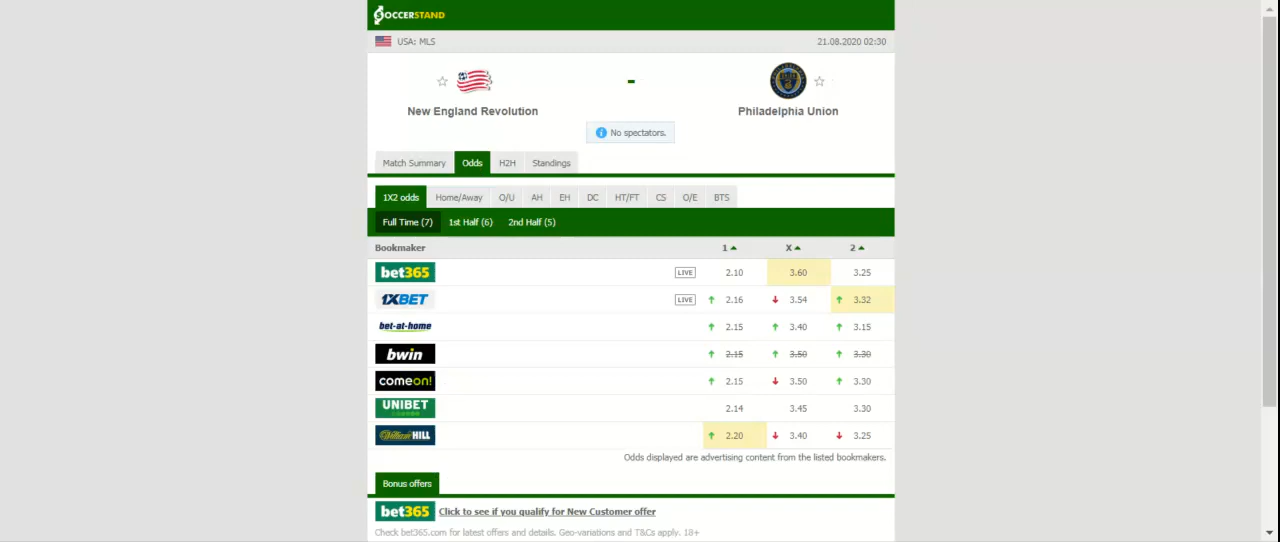 SOCCERSTAND
USA: MLS 21.08.2020 02:30
-
New England Revolution Philadelphia Union
No spectators.
Match Summary Odds H2H Standings
1X2 odds Home/Away O/U AH EH DC HT/FT CS O/E BTS
Full Time (7) 1st Half (6) 2nd Half (5)
Bookmaker 1 X 2
bet365 LIVE 2.10 3.60 3.25
1XBET LIVE 2.16 3.54 3.32
bet-at-home 2.15 3.40 3.15
bwin 2.15 3.50 3.30
comeon! 2.15 3.50 3.30
UNIBET 2.14 3.45 3.30
William HILL 2.20 3.40 3.25
Odds displayed are advertising content from the listed bookmakers.
Bonus offers
bet365 Click to see if you qualify for New Customer offer
Check bet365.com for latest offers and details. Geo-variations and T&Cs apply. 18+